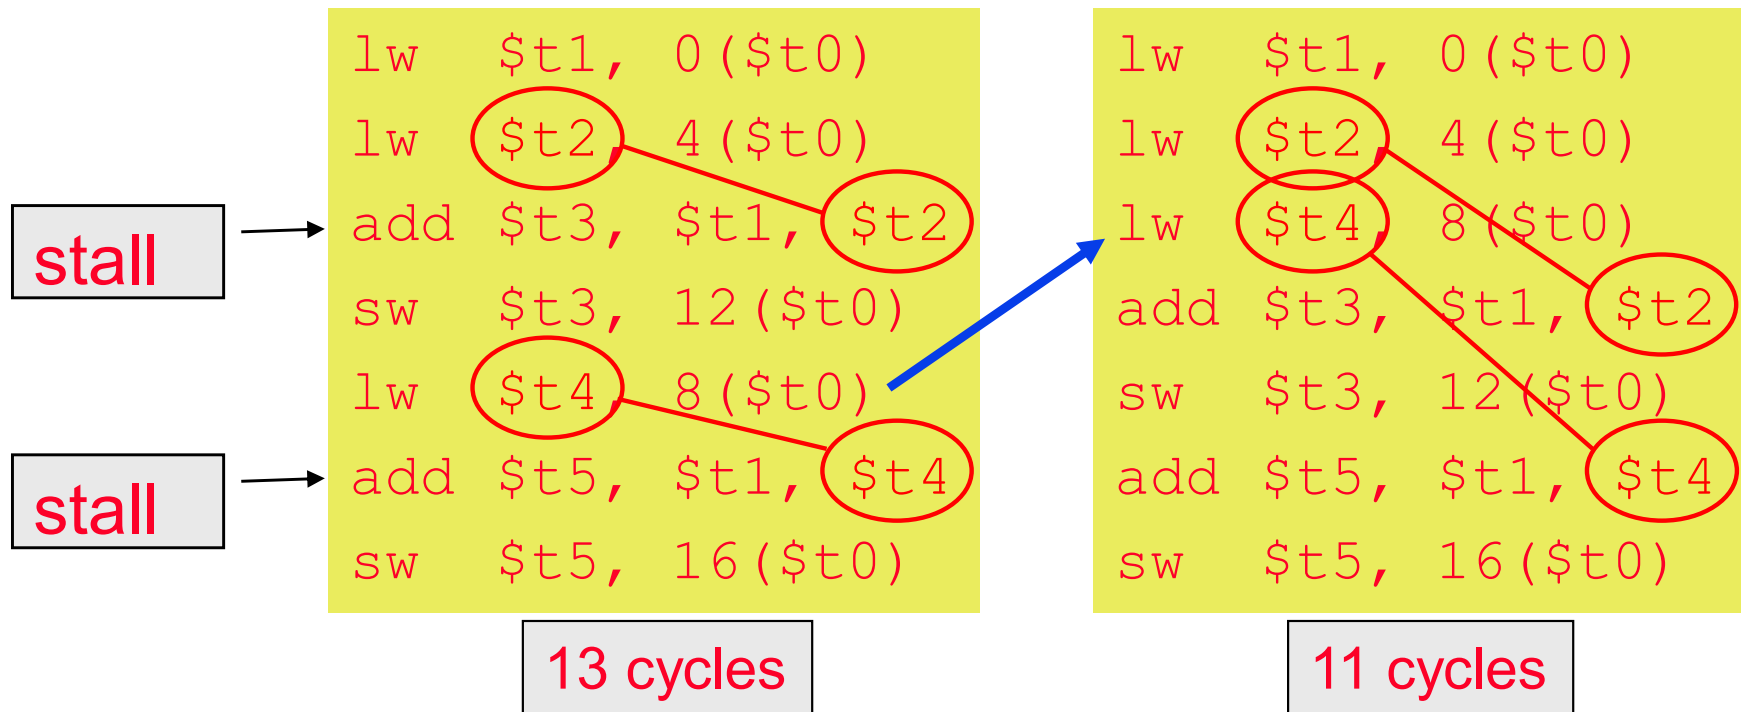 lw $t1, 0($t0)
lw $t2, 4($t0)
add $t3, $t1, $t2
sw $t3, 12($t0)
lw $t4, 8($t0)
add $t5, $t1, $t4
sw $t5, 16($t0)
stall
stall
13 cycles
lw $t1, 0($t0)
lw $t2, 4($t0)
lw $t4, 8($t0)
add $t3, $t1, $t2
sw $t3, 12($t0)
add $t5, $t1, $t4
sw $t5, 16($t0)
11 cycles